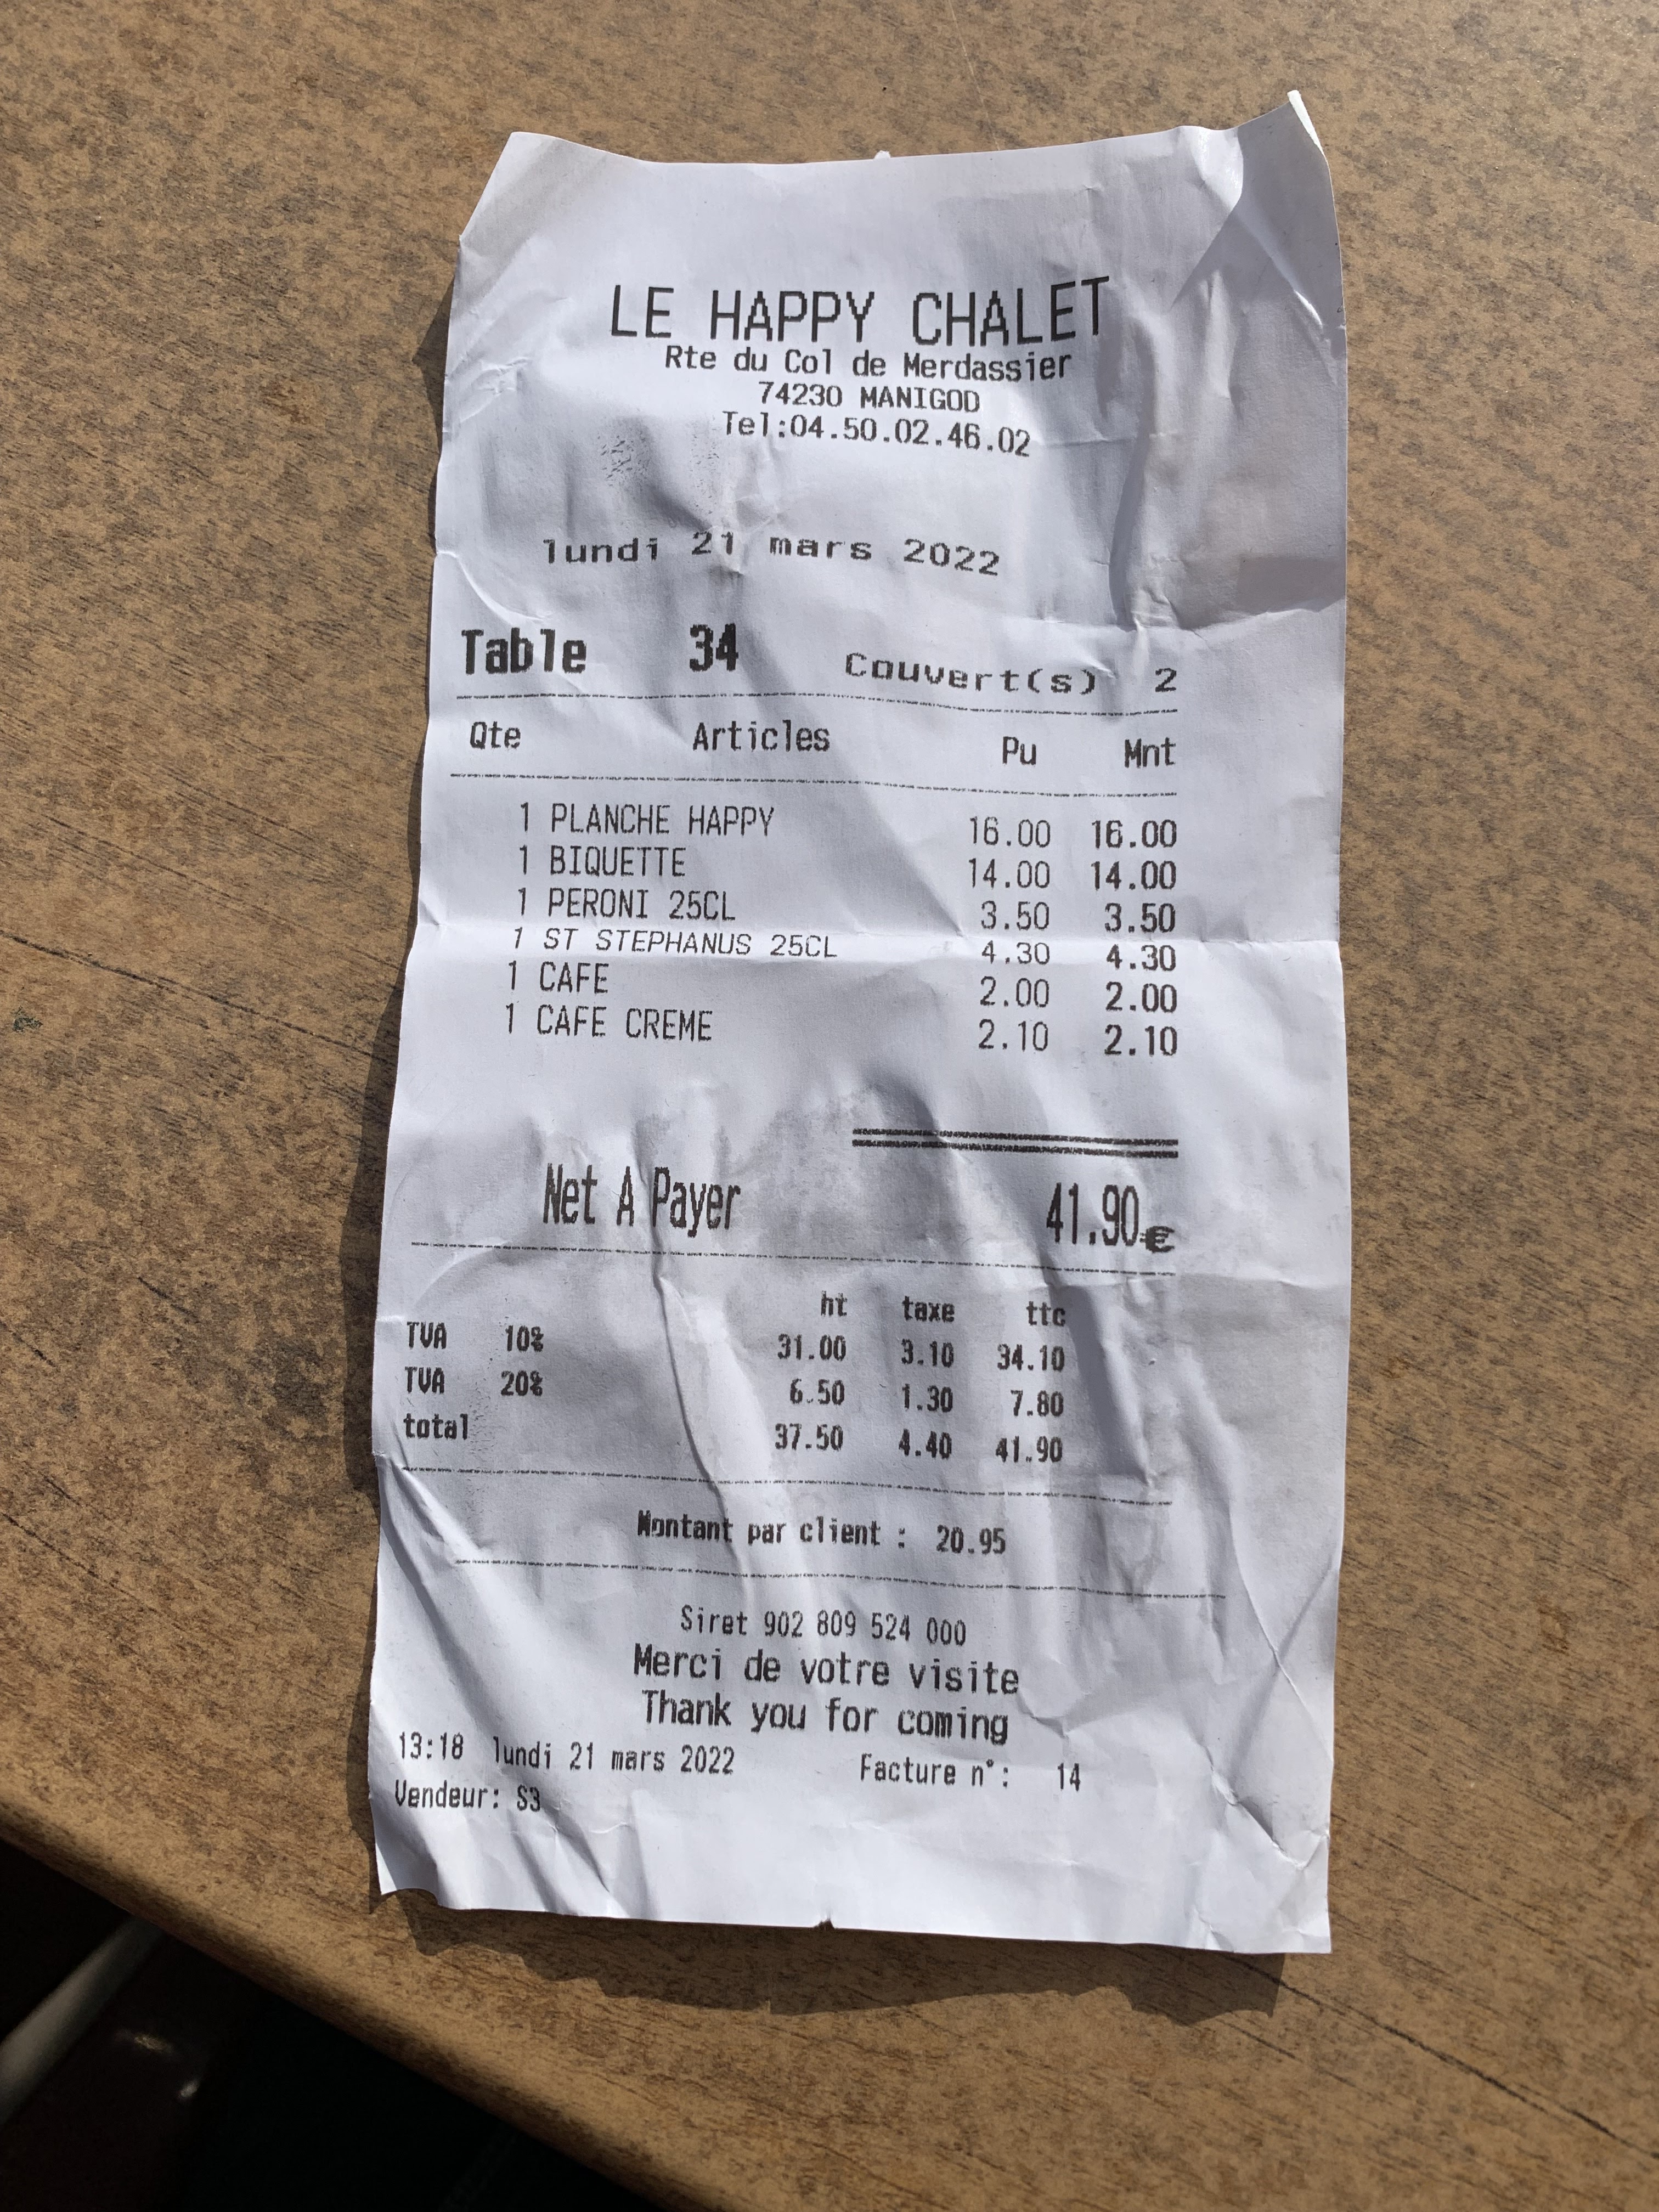 LE HAPPY CHALET
Rte du Col de Merdassier
74230 MANIGOD
Tel:04.50.02.46.02
lundi 21 mars 2022
Table 34 Couvert(s) 2
Qte Articles Pu Mnt
1 PLANCHE HAPPY 16.00 16.00
1 BIQUETTE 14.00 14.00
1 PERONI 25CL 3.50 3.50
1 ST STEPHANUS 25CL 4.30 4.30
1 CAFE 2.00 2.00
1 CAFE CREME 2.10 2.10
Net A Payer 41.90€
ht taxe ttc
TVA 10% 31.00 3.10 34.10
TVA 20% 6.50 1.30 7.80
total 37.50 4.40 41.90
Montant par client : 20.95
Siret 902 809 524 000
Merci de votre visite
Thank you for coming
13:18 lundi 21 mars 2022 Facture n°: 14
Vendeur: S3